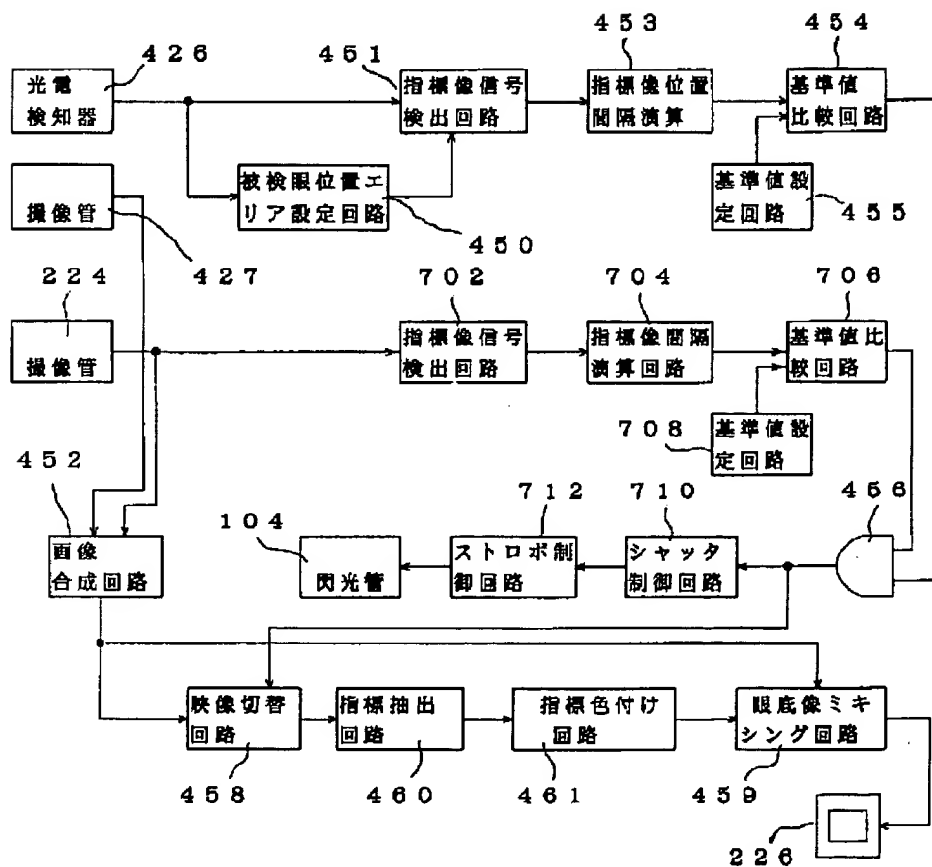 426
451
453
454
光電
検知器
指標像信号
検出回路
指標像位置
間隔演算
基準値
比較回路
撮像管
被検眼位置エ
リア設定回路
基準値設
定回路
455
450
427
224
702
704
706
撮像管
指標像信号
検出回路
指標像間隔
演算回路
基準値比
較回路
708
基準値設
定回路
452
712
710
456
104
画像
合成回路
閃光管
ストロボ制
御回路
シャッタ
制御回路
映像切替
回路
指標抽出
回路
指標色付け
回路
眼底像ミキ
シング回路
458
460
461
459
226